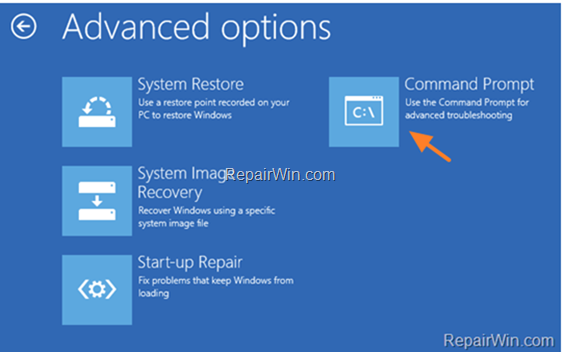 Advanced options
System Restore
Use a restore point recorded on your
PC to restore Windows
System Image
Recovery
Recover Windows using a specific
system image file
Start-up Repair
Fix problems that keep Windows from
loading
Command Prompt
Use the Command Prompt for
advanced troubleshooting
C:\
RepairWin.com
RepairWin.com